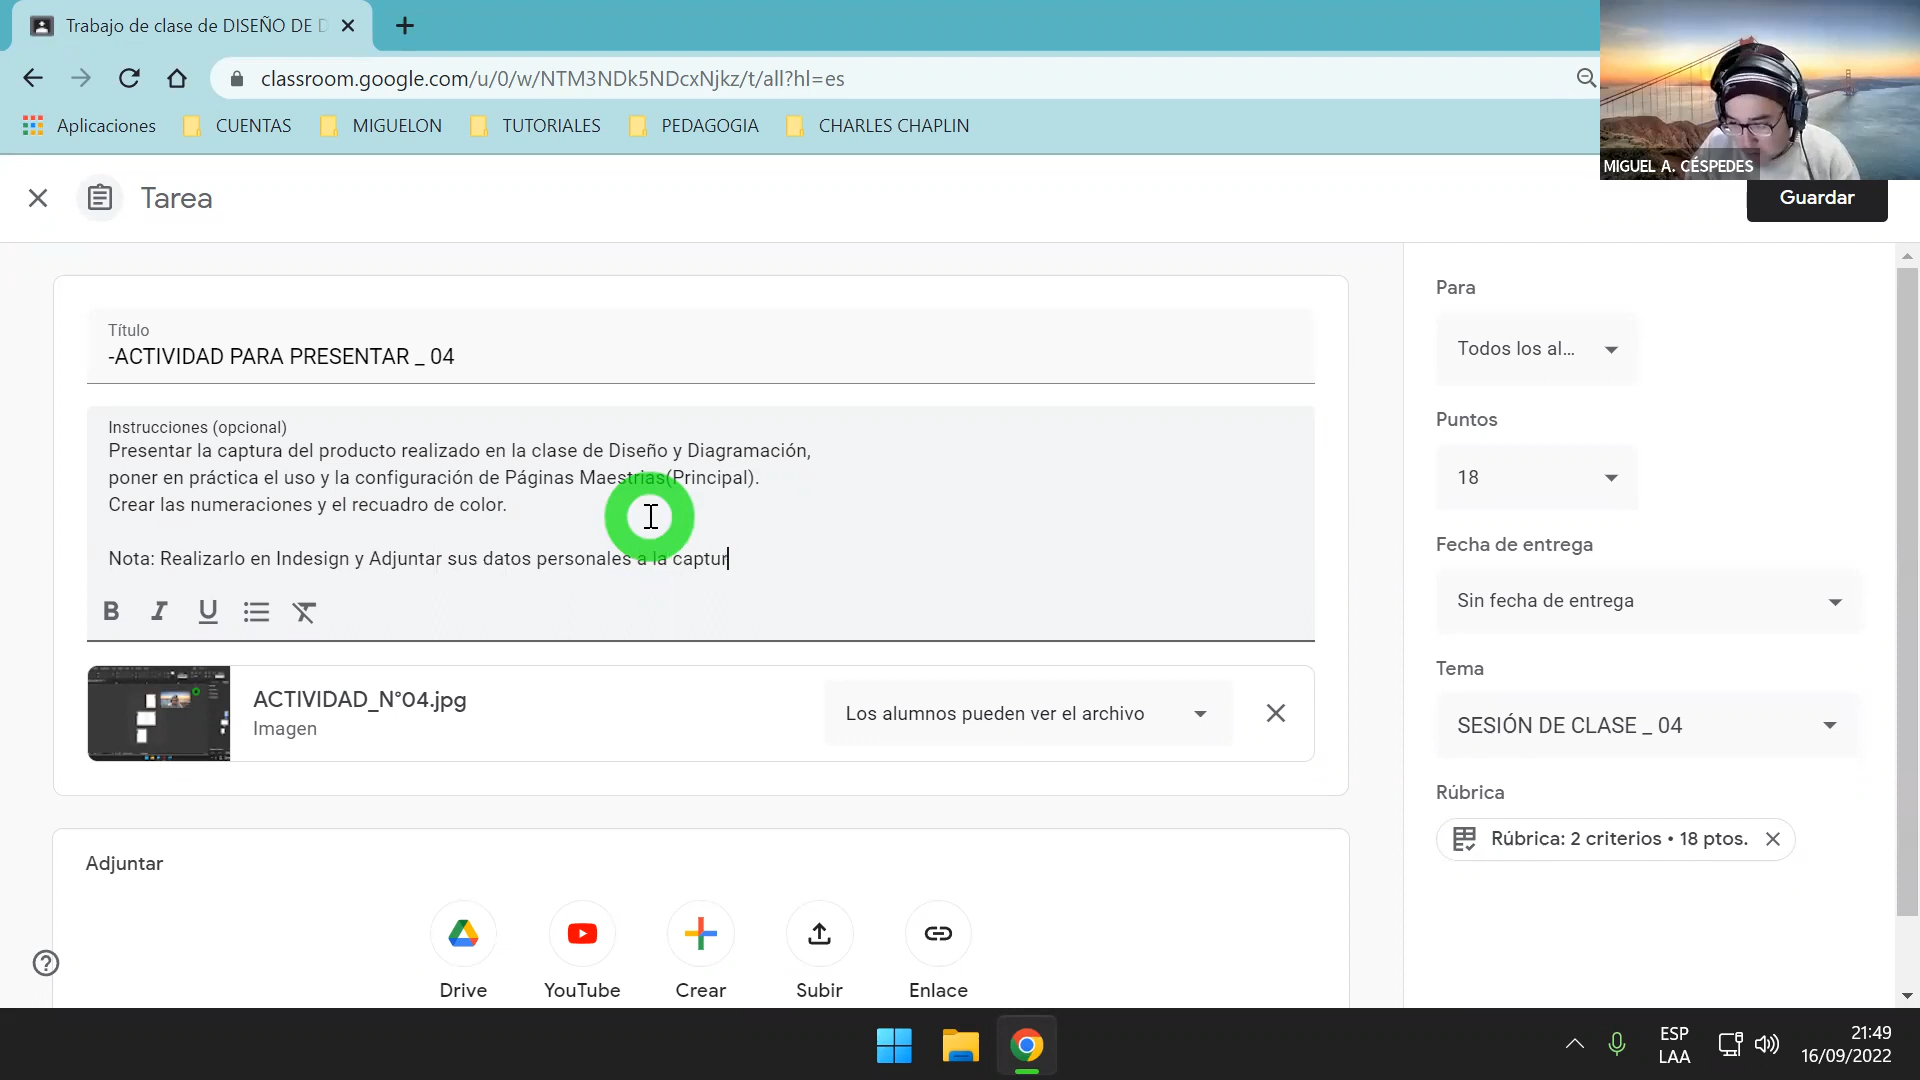 Trabajo de clase de DISEÑO DE D
classroom.google.com/u/0/w/NTM3NDk5NDcxNjkz/t/all?hl=es
Aplicaciones
CUENTAS
MIGUELON
TUTORIALES
PEDAGOGIA
CHARLES CHAPLIN
MIGUEL A. CÉSPEDES
Tarea
Guardar
Título
-ACTIVIDAD PARA PRESENTAR _ 04
Instrucciones (opcional)
Presentar la captura del producto realizado en la clase de Diseño y Diagramación,
poner en práctica el uso y la configuración de Páginas Maestrias(Principal).
Crear las numeraciones y el recuadro de color.
Nota: Realizarlo en Indesign y Adjuntar sus datos personales a la captur
B I U
ACTIVIDAD_N°04.jpg
Imagen
Los alumnos pueden ver el archivo
Adjuntar
Drive
YouTube
Crear
Subir
Enlace
Para
Todos los al...
Puntos
18
Fecha de entrega
Sin fecha de entrega
Tema
SESIÓN DE CLASE _ 04
Rúbrica
Rúbrica: 2 criterios • 18 ptos.
ESP
LAA
21:49
16/09/2022